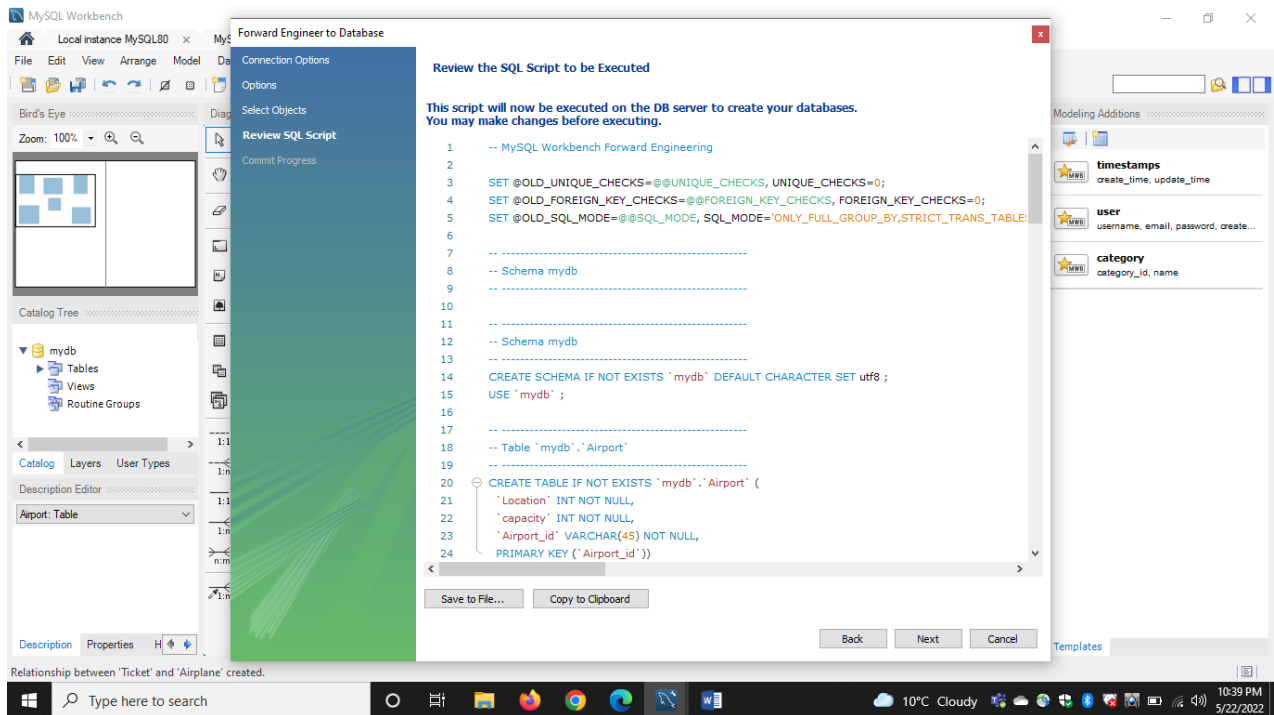 MySQL Workbench
Local instance MySQL80 ×
MyS
File Edit View Arrange Model Da
Bird's Eye
Zoom: 100%
Catalog Tree
mydb
Tables
Views
Routine Groups
Catalog Layers User Types
Description Editor
Airport: Table
Description Properties H
Diag
1:1
1:n
1:1
1:n
n:m
1:n
Forward Engineer to Database
Connection Options
Options
Select Objects
Review SQL Script
Commit Progress
Review the SQL Script to be Executed
This script will now be executed on the DB server to create your databases.
You may make changes before executing.
1 -- MySQL Workbench Forward Engineering
2
3 SET @OLD_UNIQUE_CHECKS=@@UNIQUE_CHECKS, UNIQUE_CHECKS=0;
4 SET @OLD_FOREIGN_KEY_CHECKS=@@FOREIGN_KEY_CHECKS, FOREIGN_KEY_CHECKS=0;
5 SET @OLD_SQL_MODE=@@SQL_MODE, SQL_MODE='ONLY_FULL_GROUP_BY,STRICT_TRANS_TABLES
6
7 -- -----------------------------------------------------
8 -- Schema mydb
9 -- -----------------------------------------------------
10
11 -- -----------------------------------------------------
12 -- Schema mydb
13 -- -----------------------------------------------------
14 CREATE SCHEMA IF NOT EXISTS `mydb` DEFAULT CHARACTER SET utf8 ;
15 USE `mydb` ;
16
17 -- -----------------------------------------------------
18 -- Table `mydb`.`Airport`
19 -- -----------------------------------------------------
20 CREATE TABLE IF NOT EXISTS `mydb`.`Airport` (
21 `Location` INT NOT NULL,
22 `capacity` INT NOT NULL,
23 `Airport_id` VARCHAR(45) NOT NULL,
24 PRIMARY KEY (`Airport_id`))
Save to File... Copy to Clipboard
Back Next Cancel
Modeling Additions
timestamps
create_time, update_time
user
username, email, password, create...
category
category_id, name
Templates
Relationship between 'Ticket' and 'Airplane' created.
Type here to search
10°C Cloudy
10:39 PM
5/22/2022